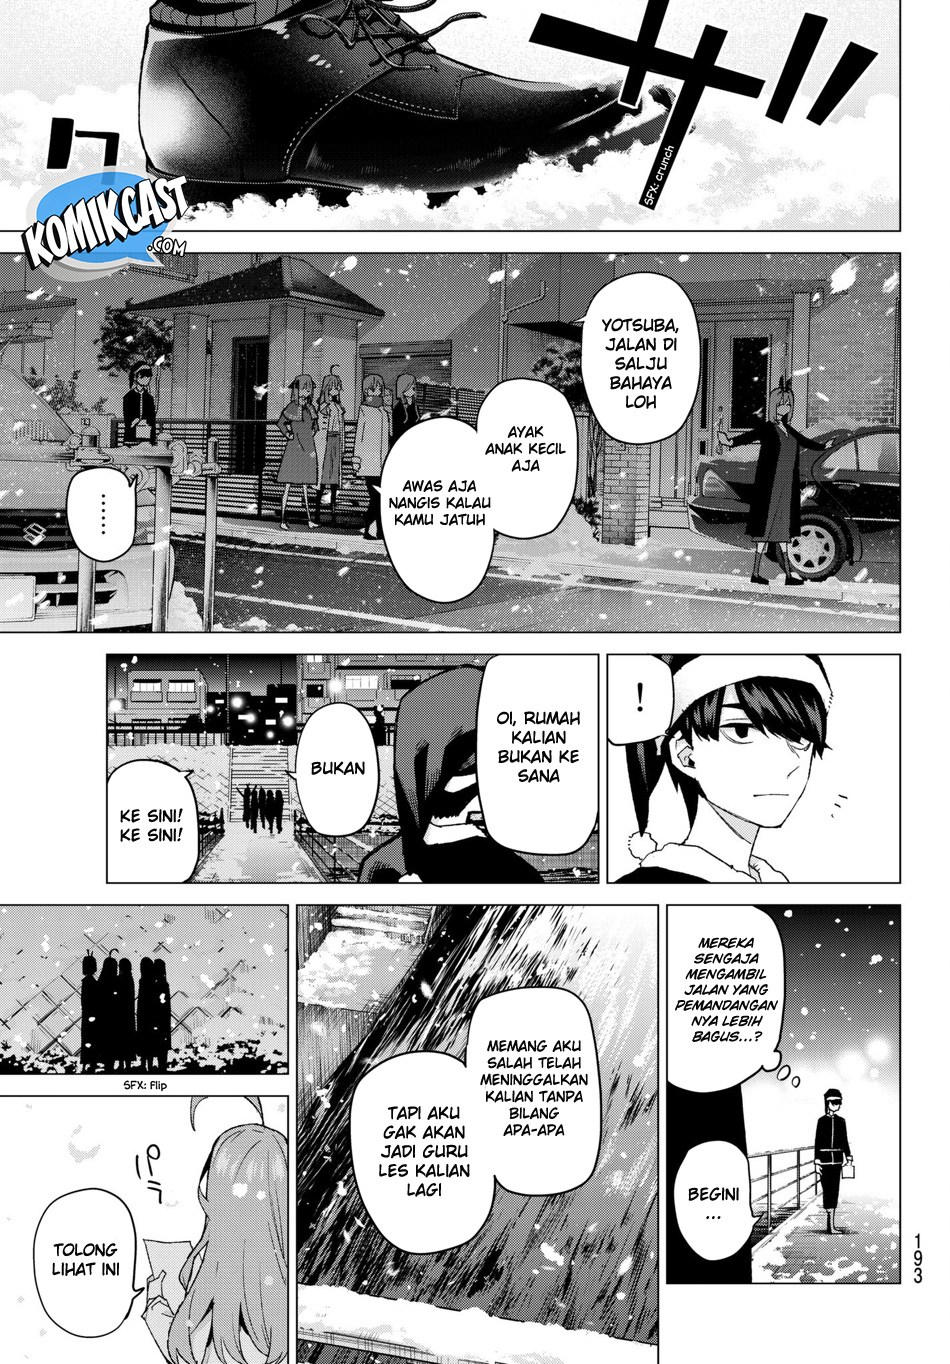 ザ
ク
SFX: crunch
KOMIKCAST
.COM
YOTSUBA,
JALAN DI
SALJU
BAHAYA
LOH
AYAK
ANAK KECIL
AJA
AWAS AJA
NANGIS KALAU
KAMU JATUH
......
!
OI, RUMAH
KALIAN
BUKAN KE
SANA
BUKAN
KE SINI!
KE SINI!
MEREKA
SENGAJA
MENGAMBIL
JALAN YANG
PEMANDANGAN
NYA LEBIH
BAGUS...?
BEGINI
...
MEMANG AKU
SALAH TELAH
MENINGGALKAN
KALIAN TANPA
BILANG
APA-APA
TAPI AKU
GAK AKAN
JADI GURU
LES KALIAN
LAGI
SFX: Flip
TOLONG
LIHAT INI
193